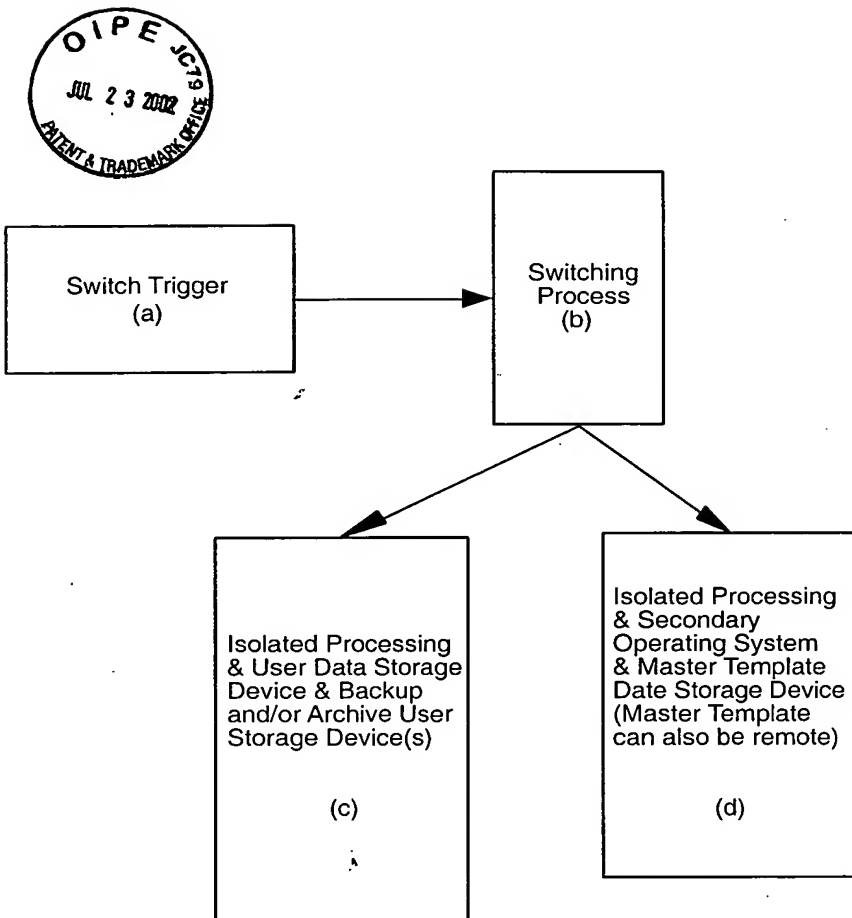 OIPE JC79
JUL 23 2002
PATENT & TRADEMARK OFFICE
Switch Trigger
(a)
Switching
Process
(b)
Isolated Processing
& User Data Storage
Device & Backup
and/or Archive User
Storage Device(s)
(c)
Isolated Processing
& Secondary
Operating System
& Master Template
Date Storage Device
(Master Template
can also be remote)
(d)